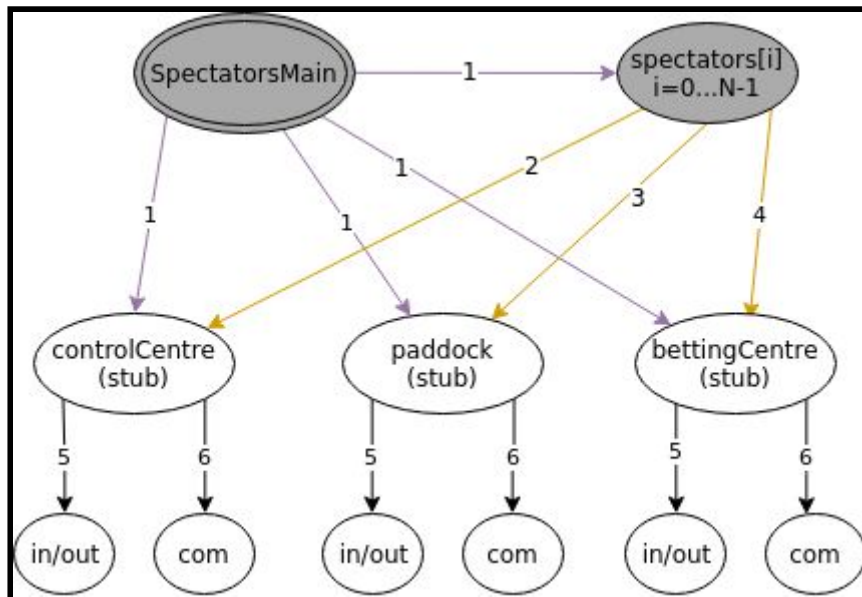 SpectatorsMain
1
spectators[i]
i=0...N-1
1
1
1
2
3
4
controlCentre
(stub)
paddock
(stub)
bettingCentre
(stub)
5
6
5
6
5
6
in/out
com
in/out
com
in/out
com